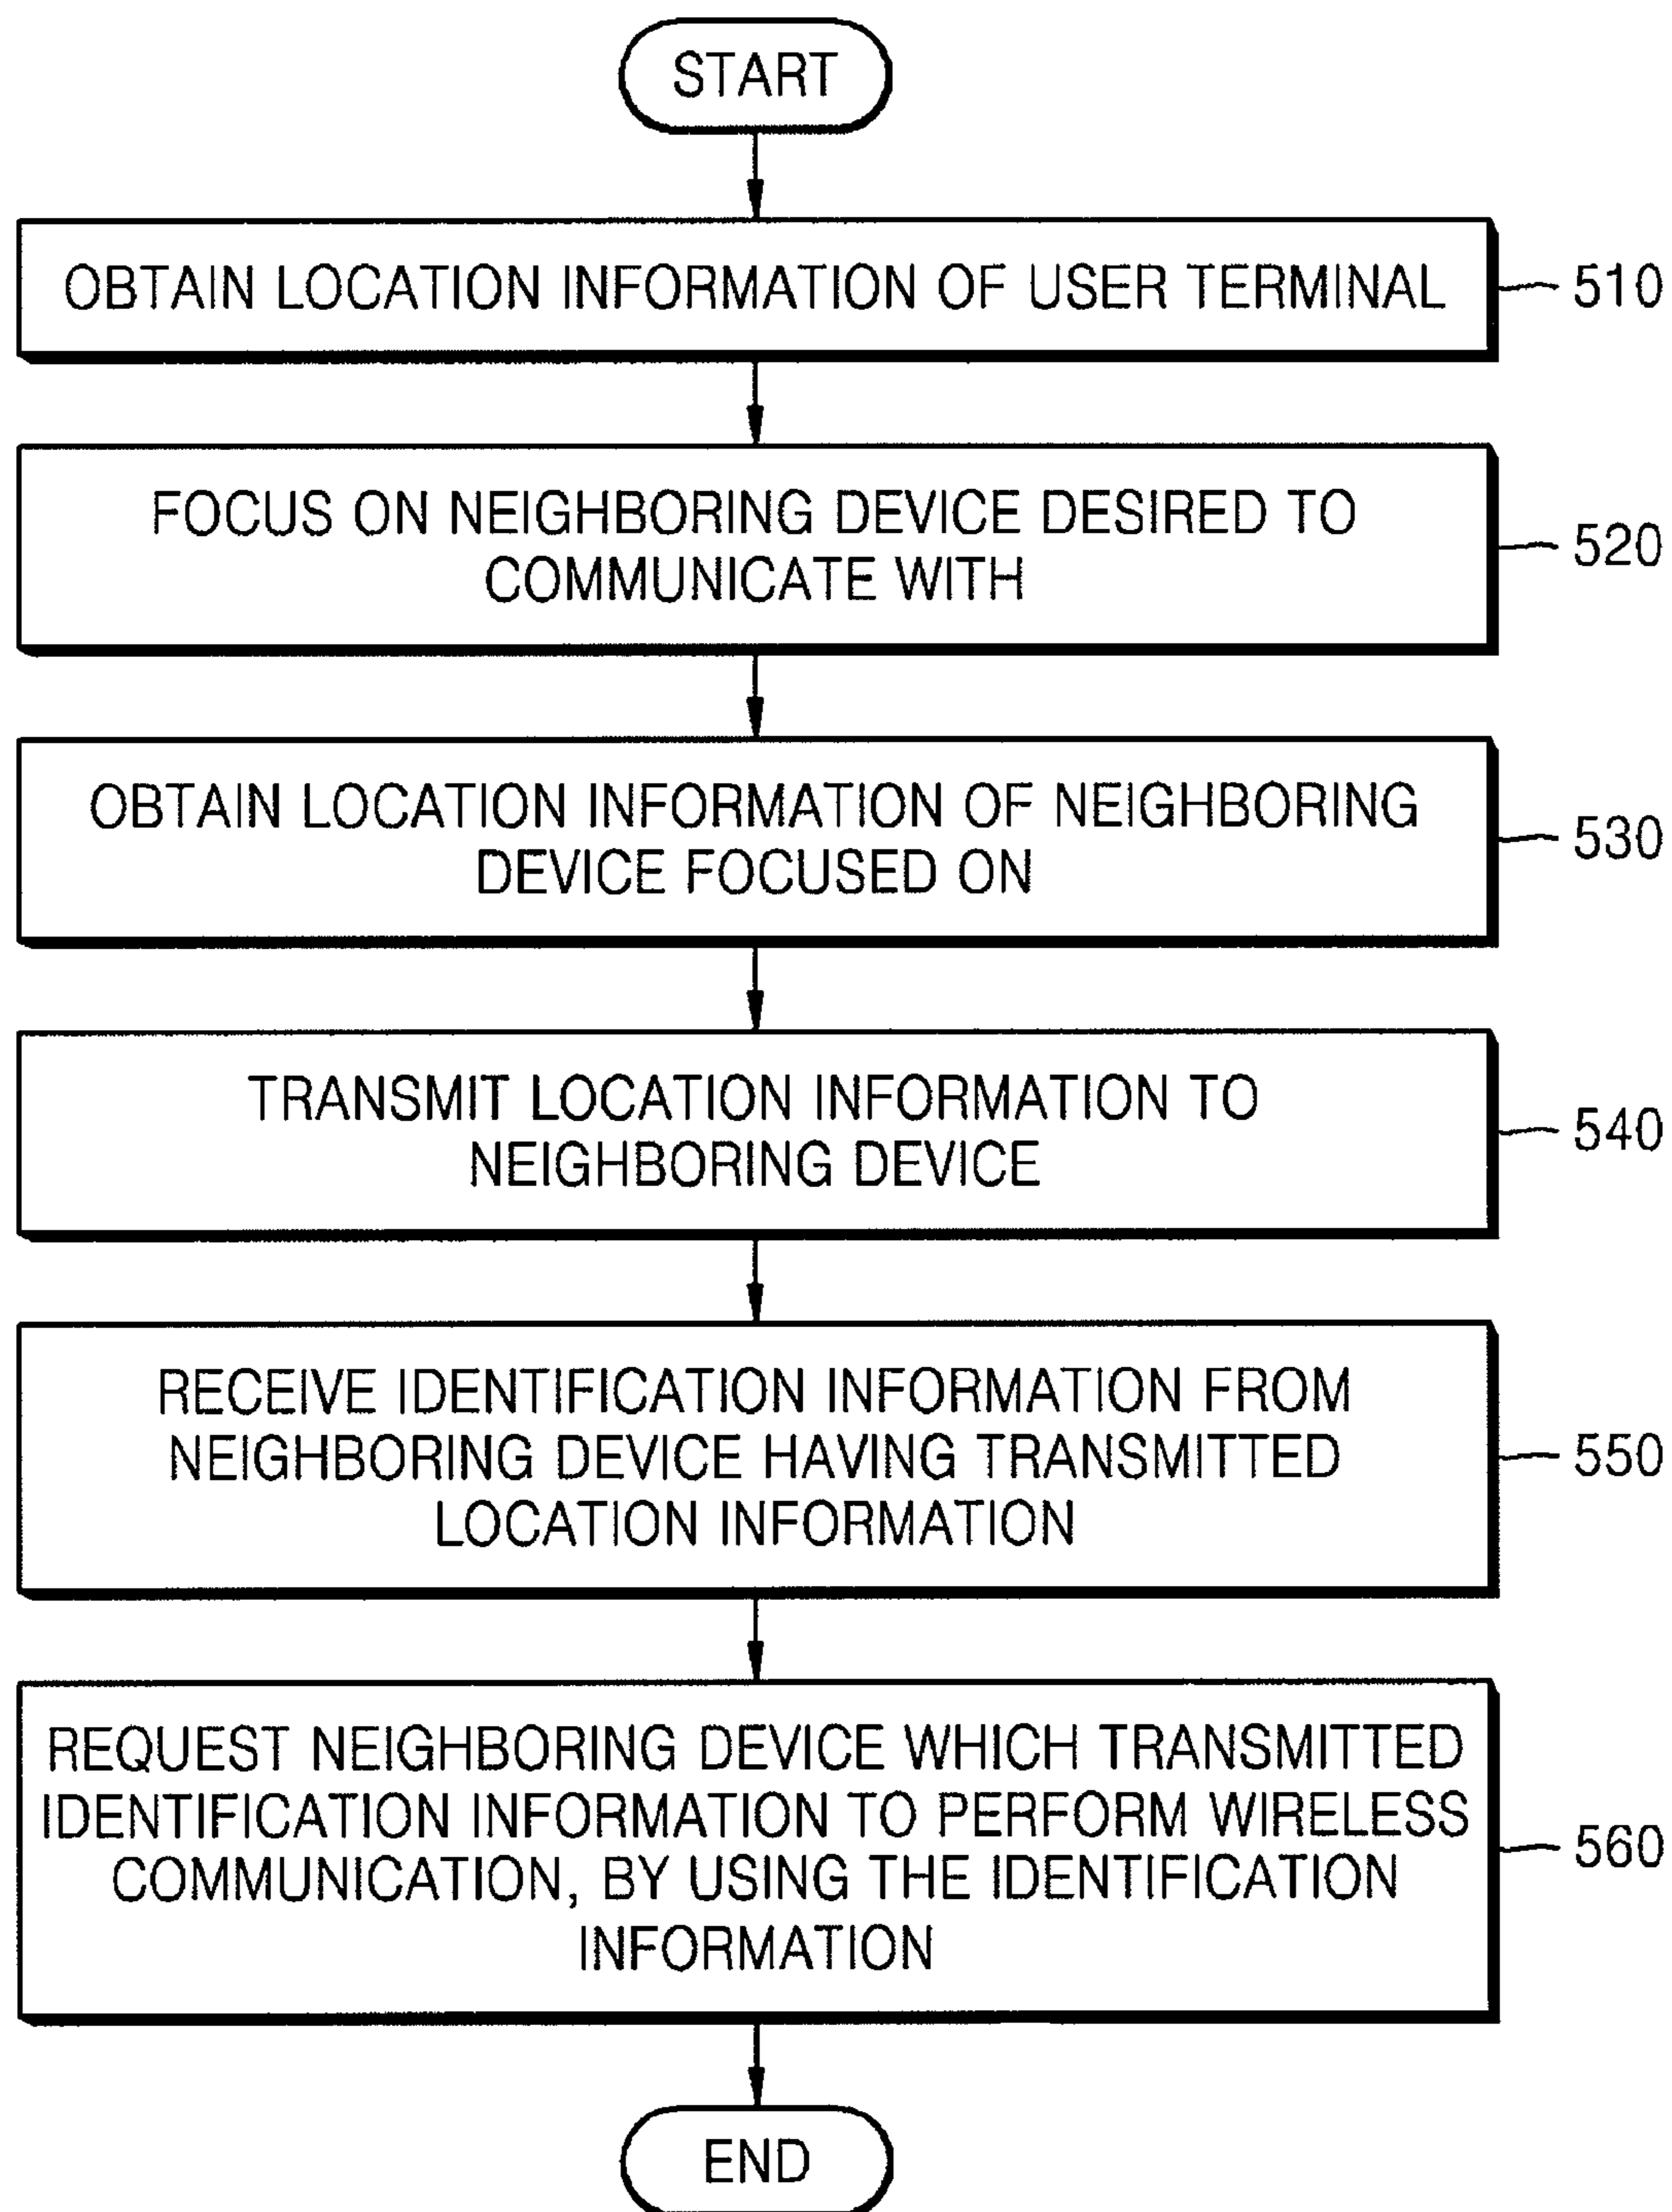 START
OBTAIN LOCATION INFORMATION OF USER TERMINAL
510
FOCUS ON NEIGHBORING DEVICE DESIRED TO
COMMUNICATE WITH
520
OBTAIN LOCATION INFORMATION OF NEIGHBORING
DEVICE FOCUSED ON
530
TRANSMIT LOCATION INFORMATION TO
NEIGHBORING DEVICE
540
RECEIVE IDENTIFICATION INFORMATION FROM
NEIGHBORING DEVICE HAVING TRANSMITTED
LOCATION INFORMATION
550
REQUEST NEIGHBORING DEVICE WHICH TRANSMITTED
IDENTIFICATION INFORMATION TO PERFORM WIRELESS
COMMUNICATION, BY USING THE IDENTIFICATION
INFORMATION
560
END